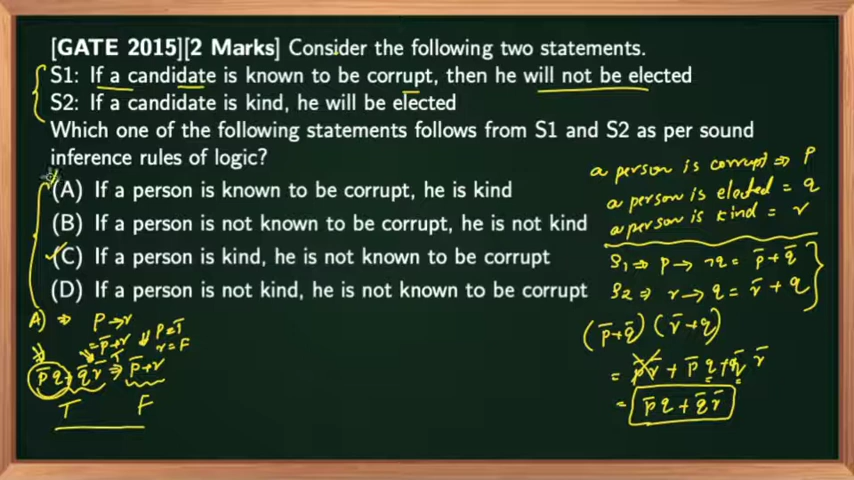 [GATE 2015][2 Marks] Consider the following two statements.
S1: If a candidate is known to be corrupt, then he will not be elected
S2: If a candidate is kind, he will be elected
Which one of the following statements follows from S1 and S2 as per sound
inference rules of logic?
(A) If a person is known to be corrupt, he is kind
(B) If a person is not known to be corrupt, he is not kind
(C) If a person is kind, he is not known to be corrupt
(D) If a person is not kind, he is not known to be corrupt
a person is corrupt ⇒ P
a person is elected = q
a person is kind = r
S1 ⇒ p → ¬q = p̅ + q̅
S2 ⇒ r → q = r̅ + q
(p̅+q̅) (r̅+q)
= p̅r̅ + p̅q + q̅ r̅
= p̅q + q̅r̅
A) ⇒ P→r
= p̅+r
P=T
r=F
p̅q + q̅r̅ ⇒ p̅+r
T F